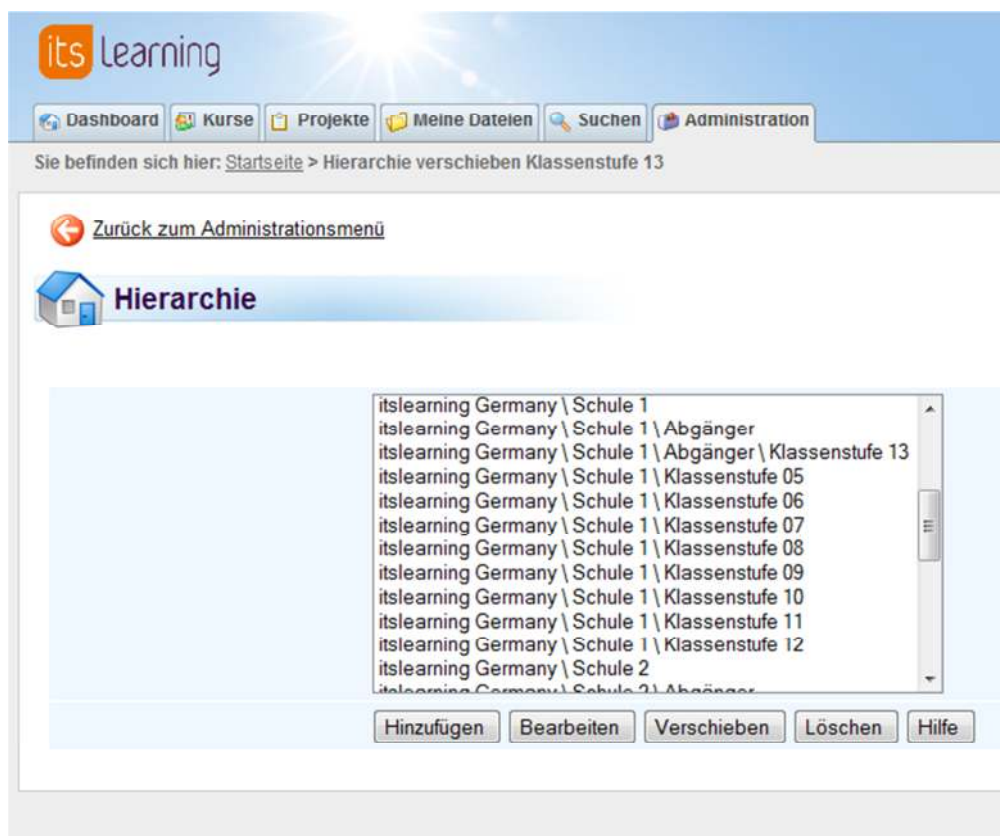 its learning
Dashboard Kurse Projekte Meine Dateien Suchen Administration
Sie befinden sich hier: Startseite > Hierarchie verschieben Klassenstufe 13
Zurück zum Administrationsmenü
Hierarchie
itslearning Germany \ Schule 1
itslearning Germany \ Schule 1 \ Abgänger
itslearning Germany \ Schule 1 \ Abgänger \ Klassenstufe 13
itslearning Germany \ Schule 1 \ Klassenstufe 05
itslearning Germany \ Schule 1 \ Klassenstufe 06
itslearning Germany \ Schule 1 \ Klassenstufe 07
itslearning Germany \ Schule 1 \ Klassenstufe 08
itslearning Germany \ Schule 1 \ Klassenstufe 09
itslearning Germany \ Schule 1 \ Klassenstufe 10
itslearning Germany \ Schule 1 \ Klassenstufe 11
itslearning Germany \ Schule 1 \ Klassenstufe 12
itslearning Germany \ Schule 2
itslearning Germany \ Schule 2 \ Abgänger
Hinzufügen Bearbeiten Verschieben Löschen Hilfe